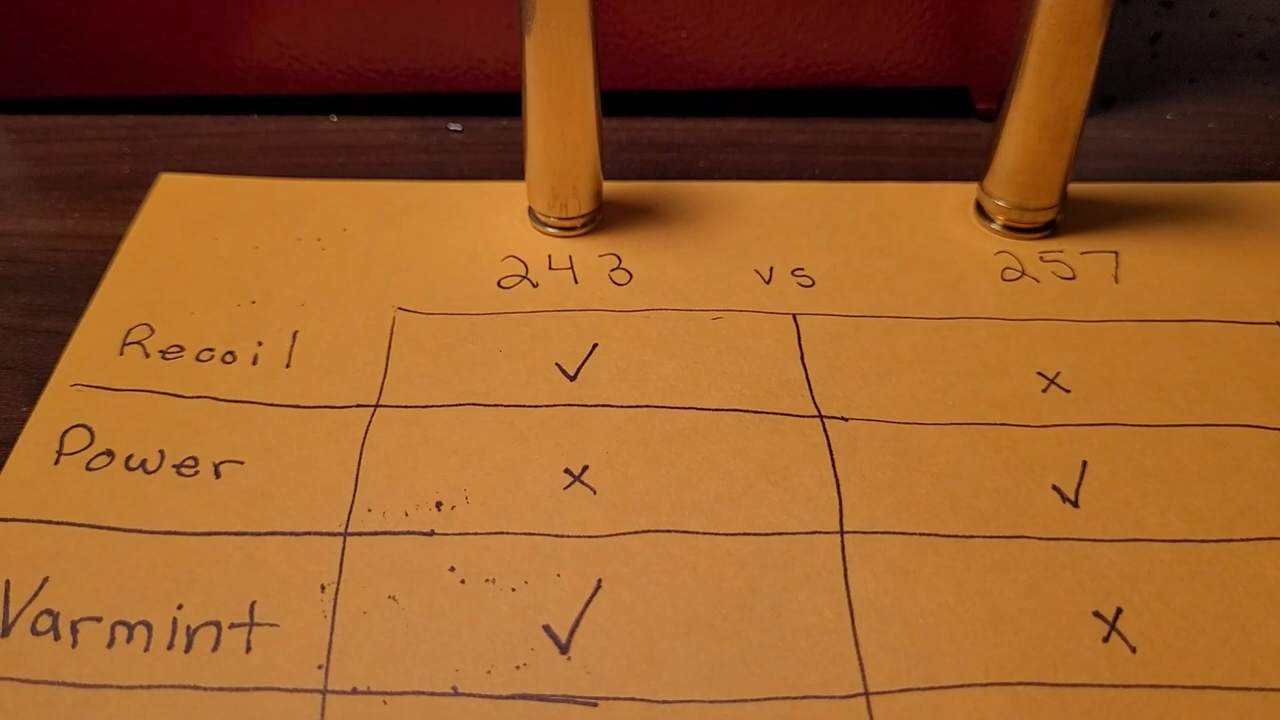 243 vs 257
Recoil ✓ x
Power x ✓
Varmint ✓ x